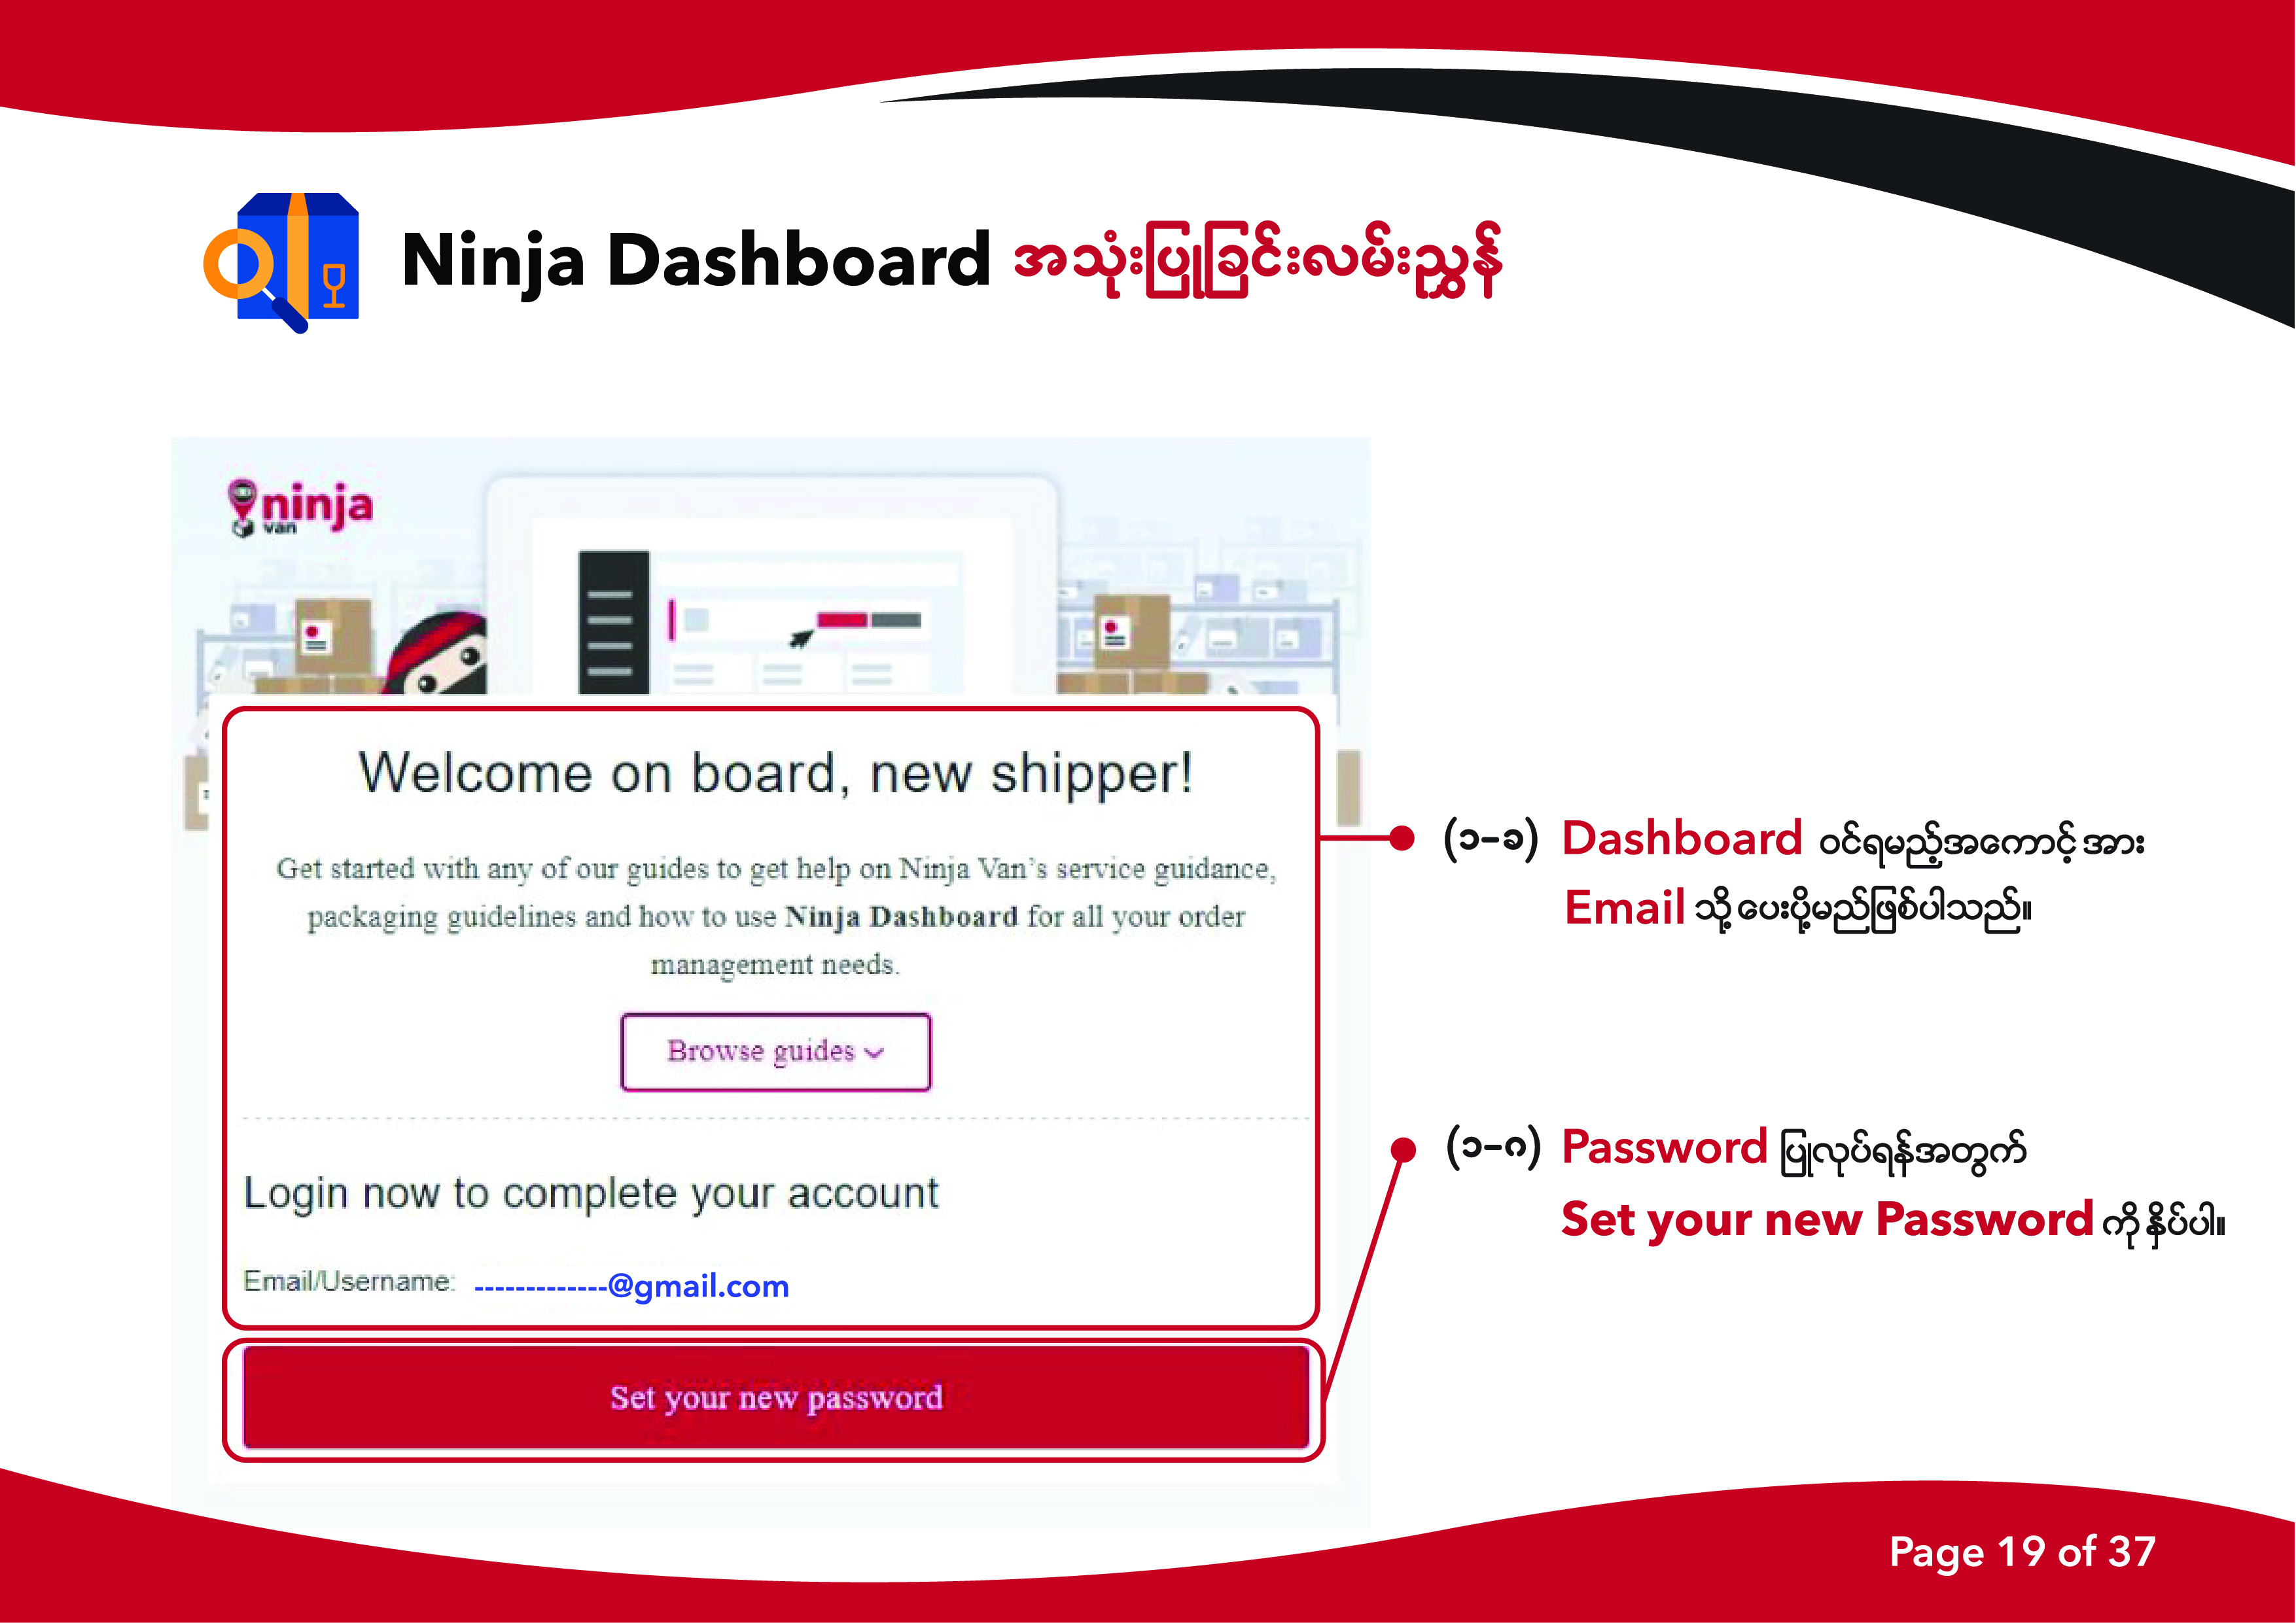 Ninja Dashboard အသုံးပြုခြင်းလမ်းညွှန်
ninja
van
Welcome on board, new shipper!
Get started with any of our guides to get help on Ninja Van's service guidance,
packaging guidelines and how to use Ninja Dashboard for all your order
management needs.
Browse guides
Login now to complete your account
Email/Username: -------------@gmail.com
Set your new password
(၁-ခ) Dashboard ဝင်ရမည့်အကောင့် အား
Email သို့ ပေးပို့မည်ဖြစ်ပါသည်။
(၁-ဂ) Password ပြုလုပ်ရန်အတွက်
Set your new Password ကို နှိပ်ပါ။
Page 19 of 37